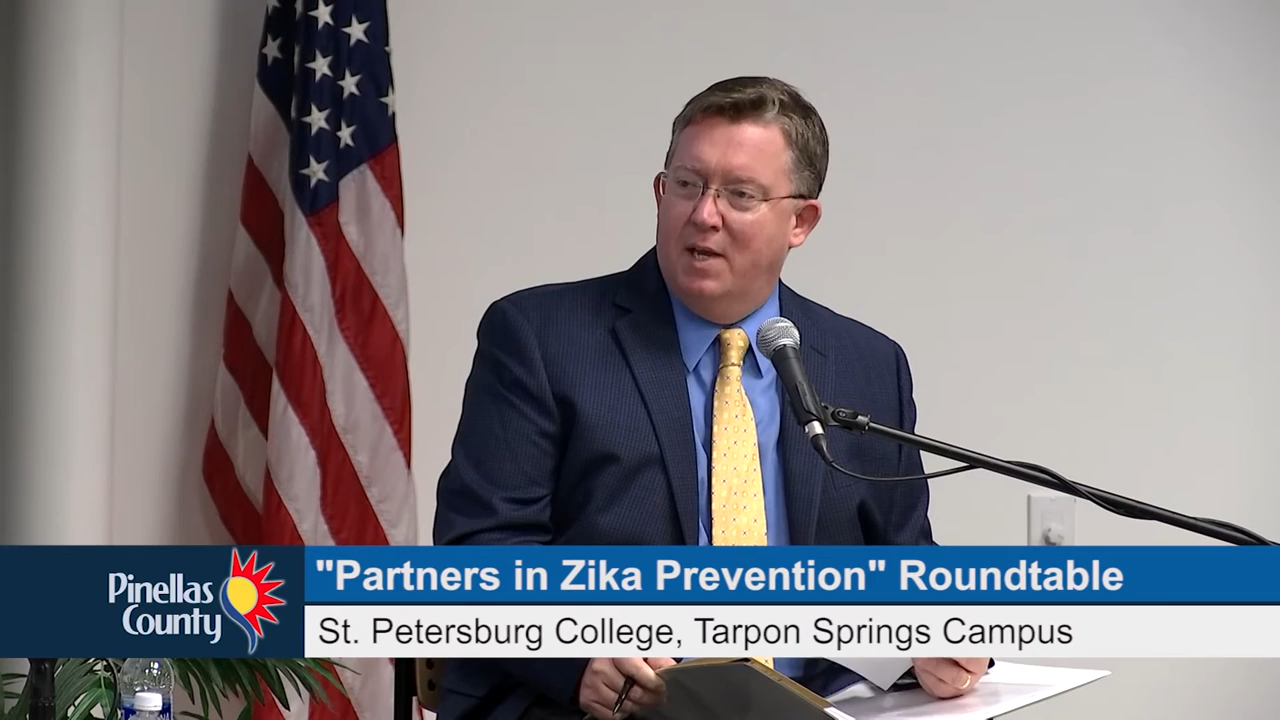 Pinellas
County
"Partners in Zika Prevention" Roundtable
St. Petersburg College, Tarpon Springs Campus